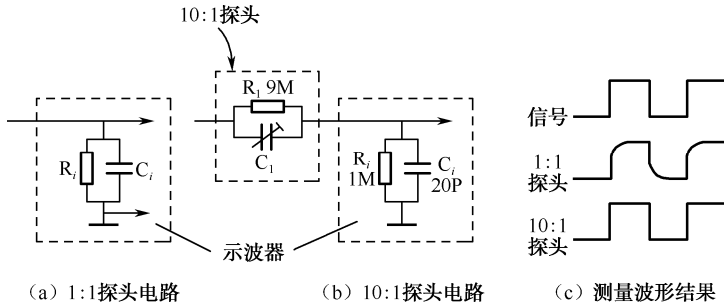 10:1探头
R₁ 9M
C₁
Rᵢ
Cᵢ
Rᵢ
1M
Cᵢ
20P
示波器
信号
1:1
探头
10:1
探头
（a）1:1探头电路
（b）10:1探头电路
（c）测量波形结果